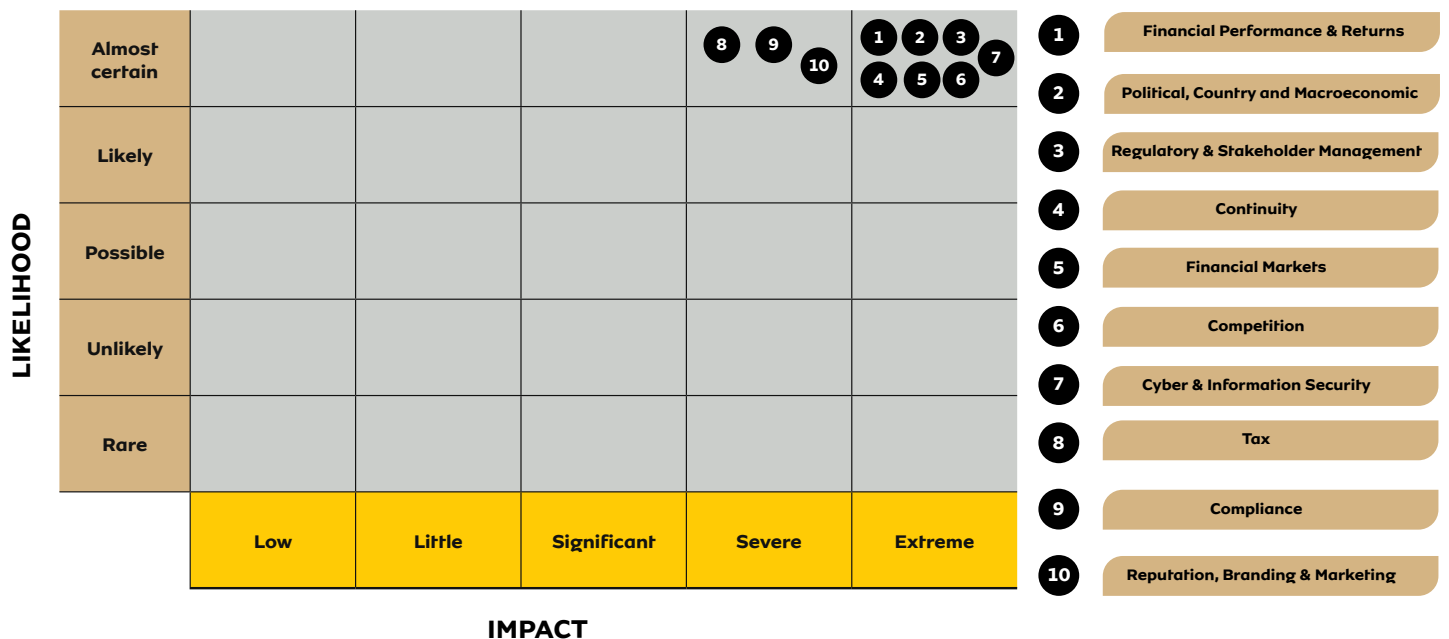 LIKELIHOOD
Almost
certain
8
9
10
1
2
3
7
4
5
6
Likely
Possible
Unlikely
Rare
Low
Little
Significant
Severe
Extreme
IMPACT
1 Financial Performance & Returns
2 Political, Country and Macroeconomic
3 Regulatory & Stakeholder Management
4 Continuity
5 Financial Markets
6 Competition
7 Cyber & Information Security
8 Tax
9 Compliance
10 Reputation, Branding & Marketing